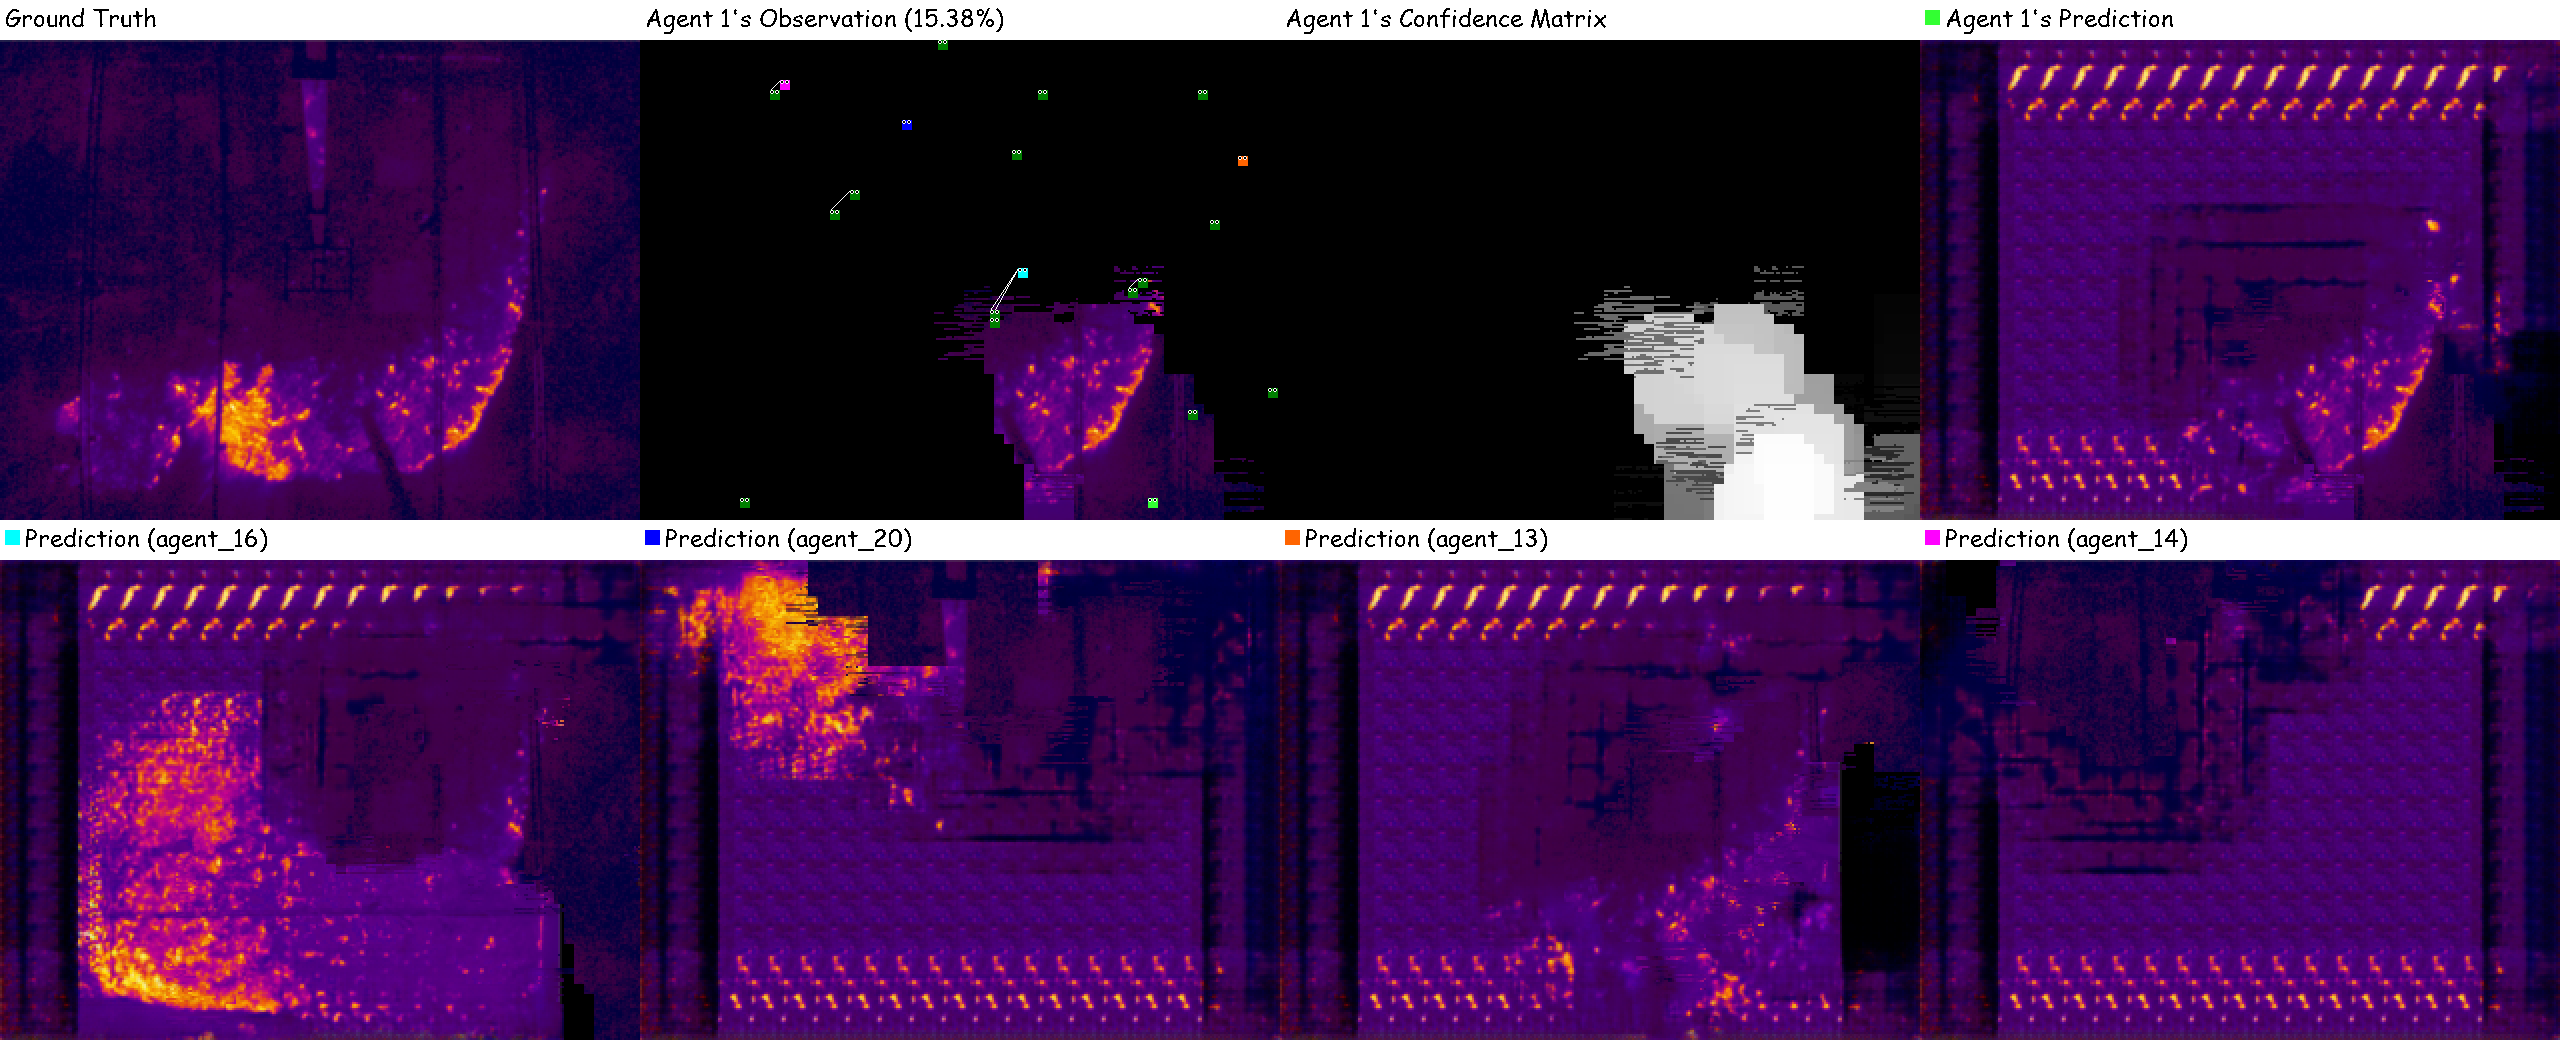 Ground Truth
Agent 1's Observation (15.38%)
Agent 1's Confidence Matrix
Agent 1's Prediction
Prediction (agent_16)
Prediction (agent_20)
Prediction (agent_13)
Prediction (agent_14)